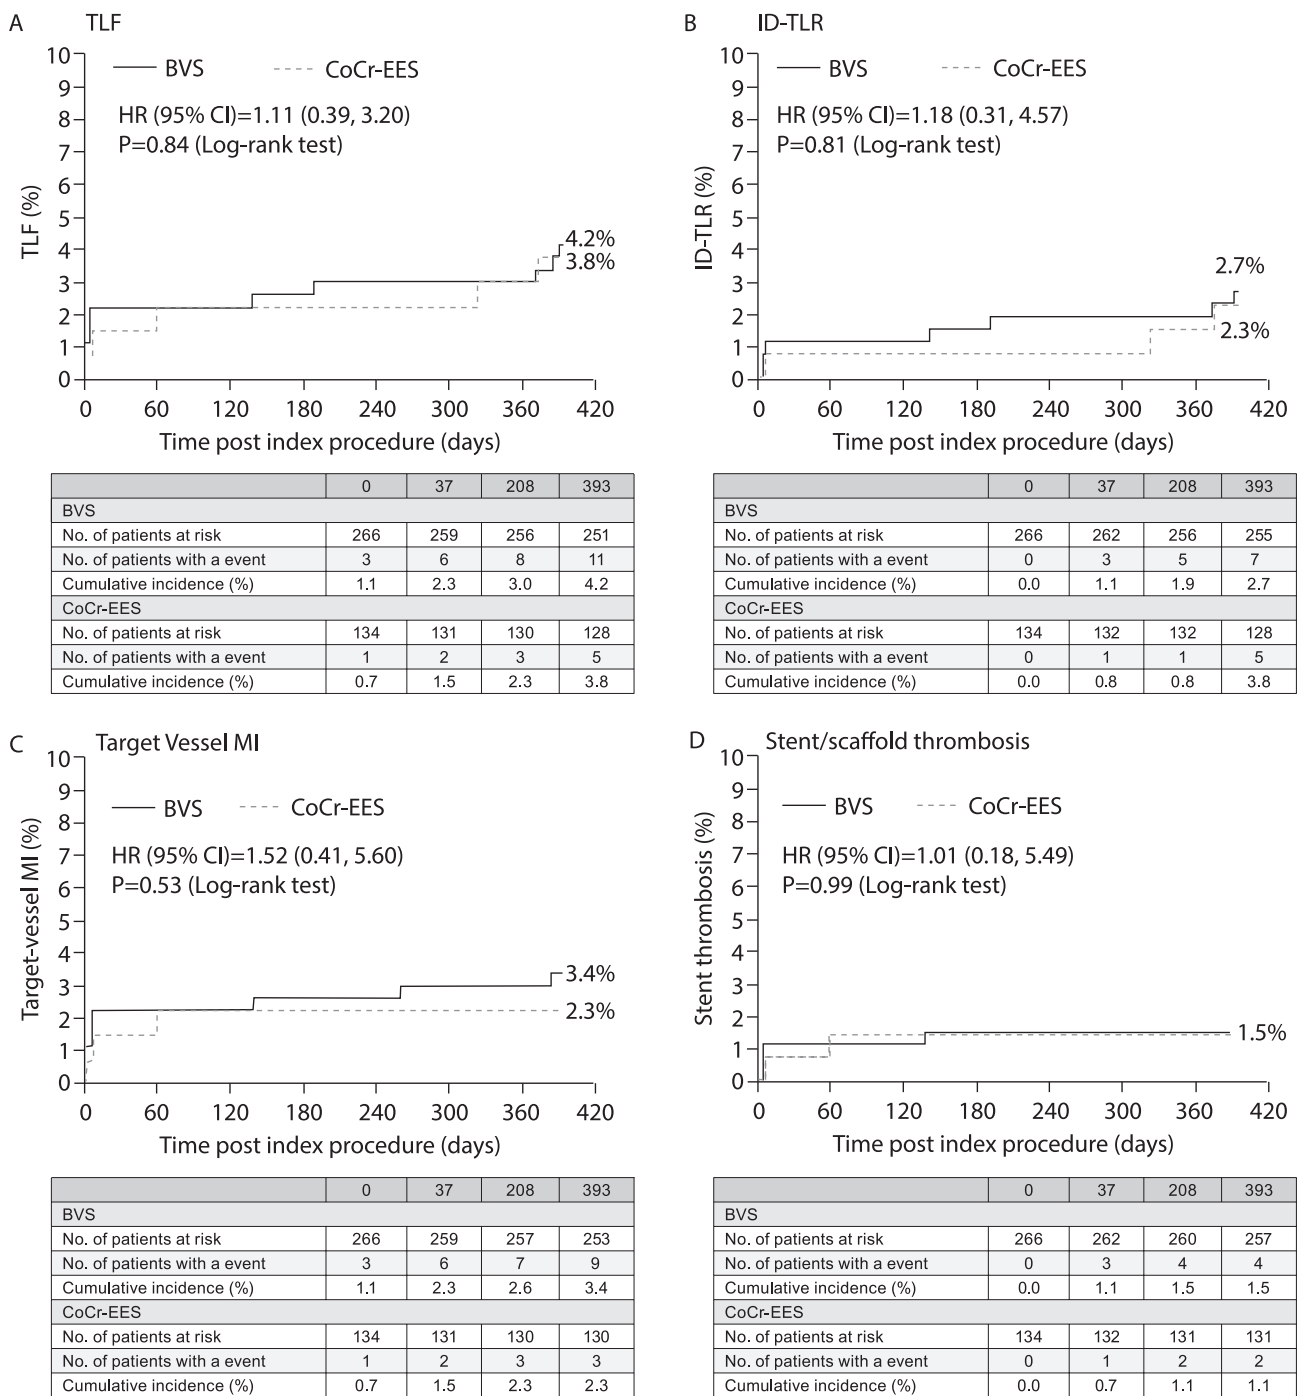 A TLF
10
9
8
7
6
5
4
3
2
1
0
TLF (%)
BVS CoCr-EES
HR (95% CI)=1.11 (0.39, 3.20)
P=0.84 (Log-rank test)
4.2%
3.8%
0 60 120 180 240 300 360 420
Time post index procedure (days)
0 37 208 393
BVS
No. of patients at risk 266 259 256 251
No. of patients with a event 3 6 8 11
Cumulative incidence (%) 1.1 2.3 3.0 4.2
CoCr-EES
No. of patients at risk 134 131 130 128
No. of patients with a event 1 2 3 5
Cumulative incidence (%) 0.7 1.5 2.3 3.8
B ID-TLR
10
9
8
7
6
5
4
3
2
1
0
ID-TLR (%)
BVS CoCr-EES
HR (95% CI)=1.18 (0.31, 4.57)
P=0.81 (Log-rank test)
2.7%
2.3%
0 60 120 180 240 300 360 420
Time post index procedure (days)
0 37 208 393
BVS
No. of patients at risk 266 262 256 255
No. of patients with a event 0 3 5 7
Cumulative incidence (%) 0.0 1.1 1.9 2.7
CoCr-EES
No. of patients at risk 134 132 132 128
No. of patients with a event 0 1 1 5
Cumulative incidence (%) 0.0 0.8 0.8 3.8
C Target Vessel MI
10
9
8
7
6
5
4
3
2
1
0
Target-vessel MI (%)
BVS CoCr-EES
HR (95% CI)=1.52 (0.41, 5.60)
P=0.53 (Log-rank test)
3.4%
2.3%
0 60 120 180 240 300 360 420
Time post index procedure (days)
0 37 208 393
BVS
No. of patients at risk 266 259 257 253
No. of patients with a event 3 6 7 9
Cumulative incidence (%) 1.1 2.3 2.6 3.4
CoCr-EES
No. of patients at risk 134 131 130 130
No. of patients with a event 1 2 3 3
Cumulative incidence (%) 0.7 1.5 2.3 2.3
D Stent/scaffold thrombosis
10
9
8
7
6
5
4
3
2
1
0
Stent thrombosis (%)
BVS CoCr-EES
HR (95% CI)=1.01 (0.18, 5.49)
P=0.99 (Log-rank test)
1.5%
0 60 120 180 240 300 360 420
Time post index procedure (days)
0 37 208 393
BVS
No. of patients at risk 266 262 260 257
No. of patients with a event 0 3 4 4
Cumulative incidence (%) 0.0 1.1 1.5 1.5
CoCr-EES
No. of patients at risk 134 132 131 131
No. of patients with a event 0 1 2 2
Cumulative incidence (%) 0.0 0.7 1.1 1.1